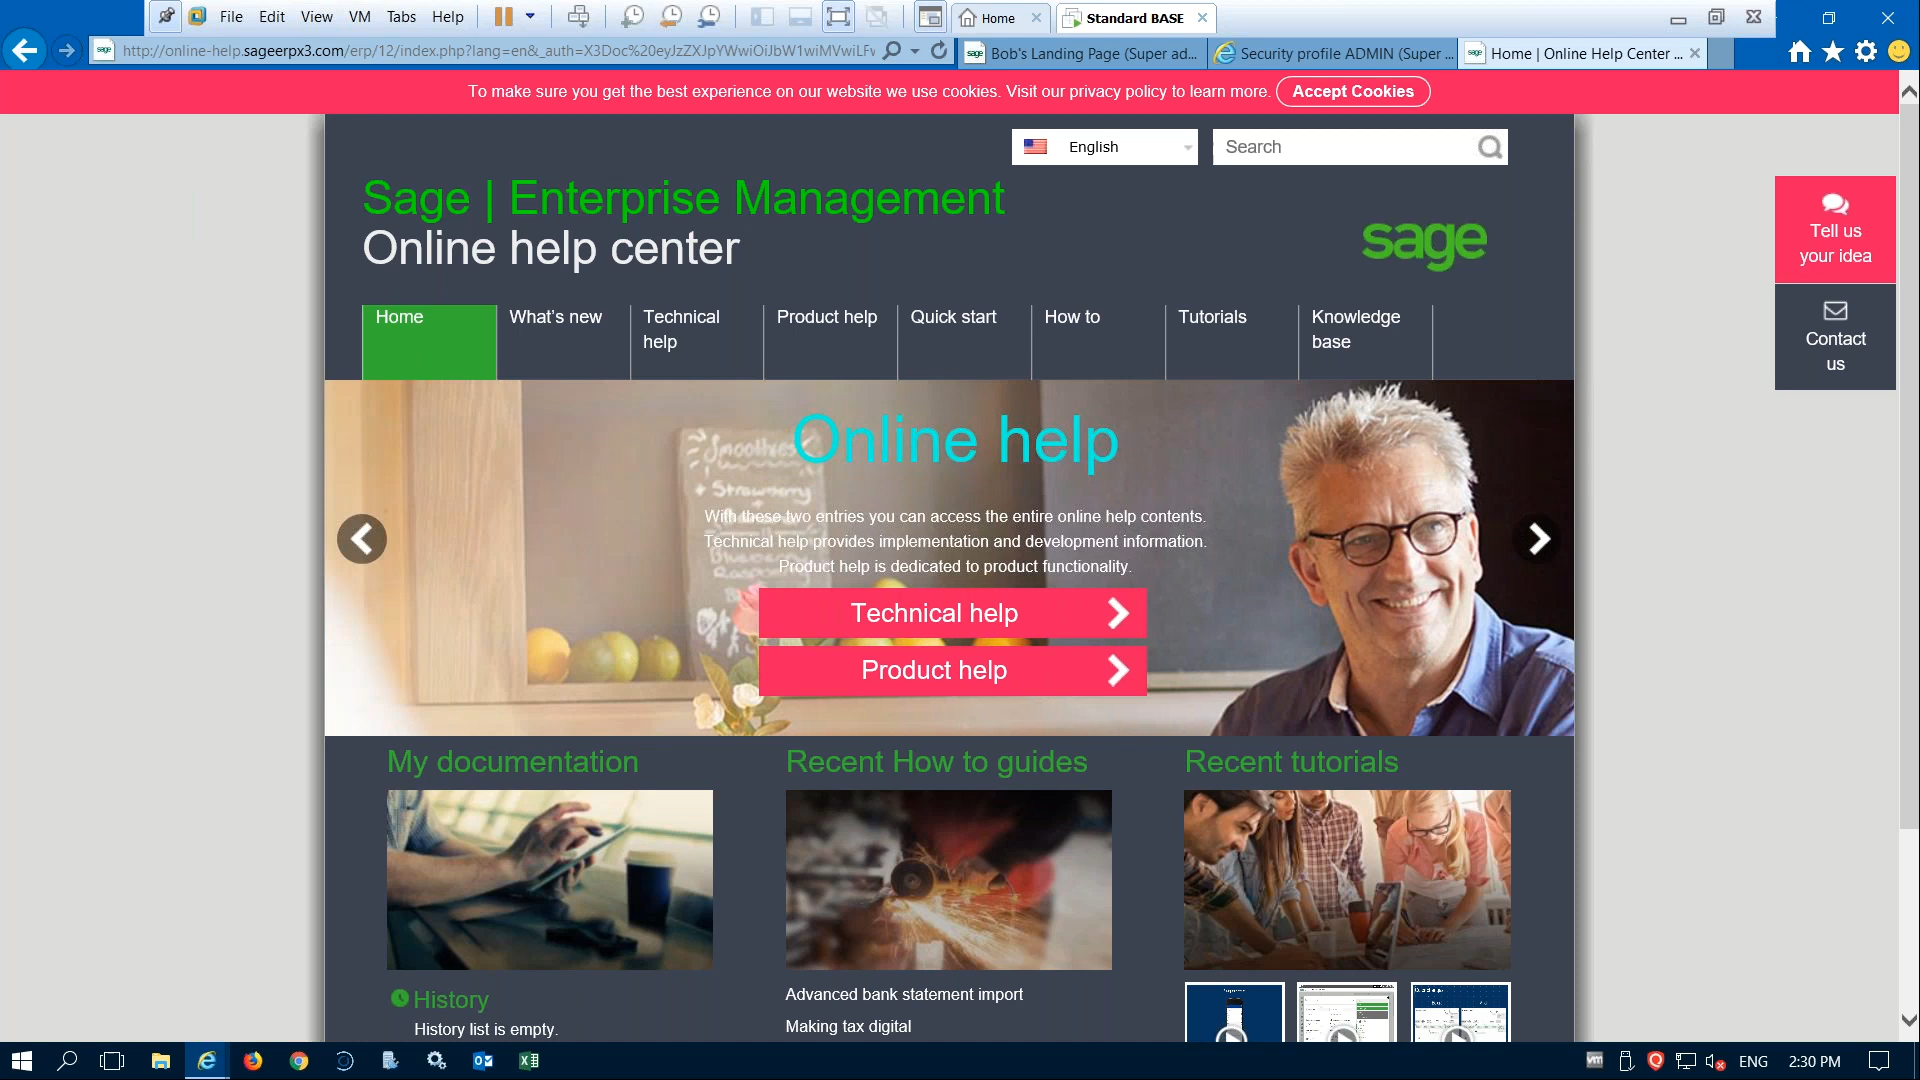 File Edit View VM Tabs Help
Home
Standard BASE
http://online-help.sageerpx3.com/erp/12/index.php?lang=en&_auth=X3Doc%20eyJzZXJpYWwiOiJbW1wiMVwiLFw
Bob's Landing Page (Super ad...
Security profile ADMIN (Super ...
Home | Online Help Center ...
To make sure you get the best experience on our website we use cookies. Visit our privacy policy to learn more. Accept Cookies
English
Search
Sage | Enterprise Management
Online help center
sage
Tell us
your idea
Contact
us
Home
What's new
Technical
help
Product help
Quick start
How to
Tutorials
Knowledge
base
Online help
Smoothies
+ Strawberry
With these two entries you can access the entire online help contents.
Technical help provides implementation and development information.
Product help is dedicated to product functionality.
Technical help
Product help
My documentation
Recent How to guides
Recent tutorials
History
History list is empty.
Advanced bank statement import
Making tax digital
ENG
2:30 PM